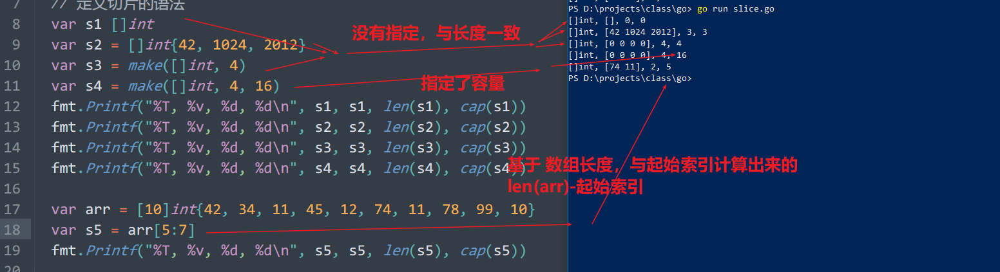 7 // 定义切片的语法
8 var s1 []int
9 var s2 = []int{42, 1024, 2012}
10 var s3 = make([]int, 4)
11 var s4 = make([]int, 4, 16)
12 fmt.Printf("%T, %v, %d, %d\n", s1, s1, len(s1), cap(s1))
13 fmt.Printf("%T, %v, %d, %d\n", s2, s2, len(s2), cap(s2))
14 fmt.Printf("%T, %v, %d, %d\n", s3, s3, len(s3), cap(s3))
15 fmt.Printf("%T, %v, %d, %d\n", s4, s4, len(s4), cap(s4))
16
17 var arr = [10]int{42, 34, 11, 45, 12, 74, 11, 78, 99, 10}
18 var s5 = arr[5:7]
19 fmt.Printf("%T, %v, %d, %d\n", s5, s5, len(s5), cap(s5))
20
没有指定，与长度一致
指定了容量
基于 数组长度，与起始索引计算出来的
len(arr)-起始索引
PS D:\projects\class\go> go run slice.go
[]int, [], 0, 0
[]int, [42 1024 2012], 3, 3
[]int, [0 0 0 0], 4, 4
[]int, [0 0 0 0], 4, 16
[]int, [74 11], 2, 5
PS D:\projects\class\go>